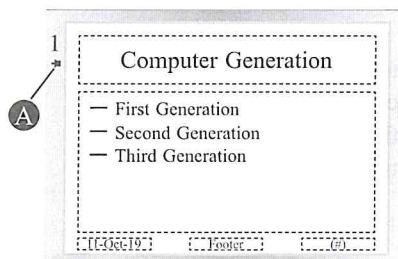 1
Computer Generation
A
— First Generation
— Second Generation
— Third Generation
11-Oct-19 Footer (#)